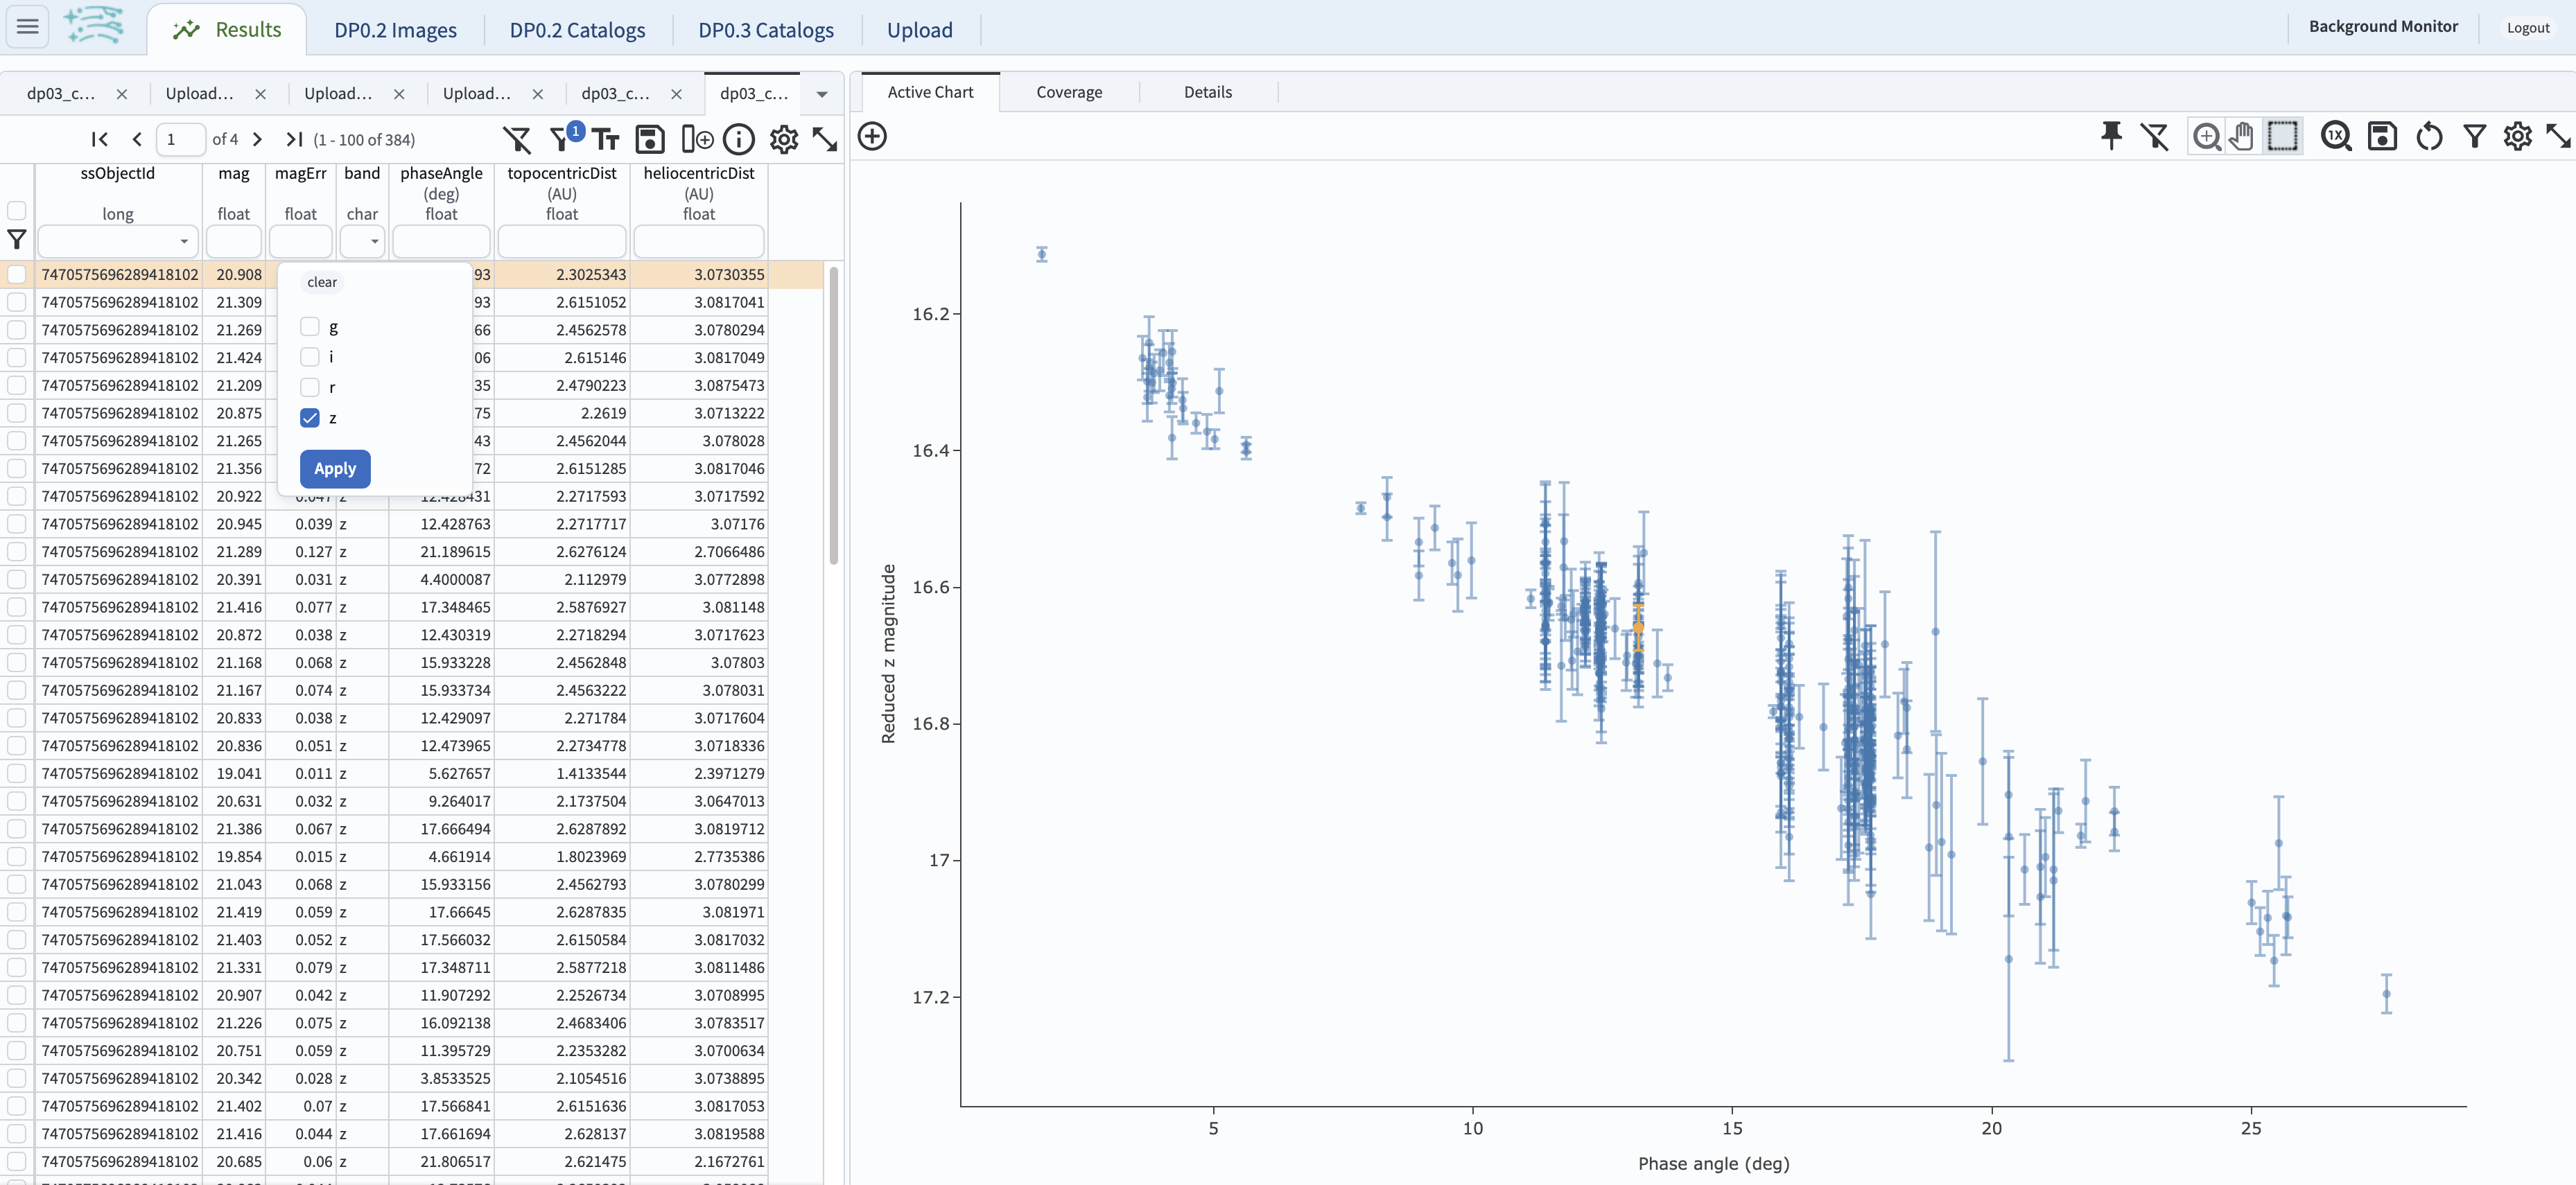 Results DP0.2 Images DP0.2 Catalogs DP0.3 Catalogs Upload Background Monitor Logout
dp03_c... Upload... Upload... Upload... dp03_c... dp03_c...
Active Chart Coverage Details
1 of 4 (1 - 100 of 384) 1 1X
ssObjectId mag magErr band phaseAngle topocentricDist heliocentricDist
(deg) (AU) (AU)
long float float char float float float
7470575696289418102 20.908 93 2.3025343 3.0730355
7470575696289418102 21.309 93 2.6151052 3.0817041
7470575696289418102 21.269 66 2.4562578 3.0780294
7470575696289418102 21.424 06 2.615146 3.0817049
7470575696289418102 21.209 35 2.4790223 3.0875473
7470575696289418102 20.875 75 2.2619 3.0713222
7470575696289418102 21.265 43 2.4562044 3.078028
7470575696289418102 21.356 72 2.6151285 3.0817046
7470575696289418102 20.922 0.047 z 12.428431 2.2717593 3.0717592
7470575696289418102 20.945 0.039 z 12.428763 2.2717717 3.07176
7470575696289418102 21.289 0.127 z 21.189615 2.6276124 2.7066486
7470575696289418102 20.391 0.031 z 4.4000087 2.112979 3.0772898
7470575696289418102 21.416 0.077 z 17.348465 2.5876927 3.081148
7470575696289418102 20.872 0.038 z 12.430319 2.2718294 3.0717623
7470575696289418102 21.168 0.068 z 15.933228 2.4562848 3.07803
7470575696289418102 21.167 0.074 z 15.933734 2.4563222 3.078031
7470575696289418102 20.833 0.038 z 12.429097 2.271784 3.0717604
7470575696289418102 20.836 0.051 z 12.473965 2.2734778 3.0718336
7470575696289418102 19.041 0.011 z 5.627657 1.4133544 2.3971279
7470575696289418102 20.631 0.032 z 9.264017 2.1737504 3.0647013
7470575696289418102 21.386 0.067 z 17.666494 2.6287892 3.0819712
7470575696289418102 19.854 0.015 z 4.661914 1.8023969 2.7735386
7470575696289418102 21.043 0.068 z 15.933156 2.4562793 3.0780299
7470575696289418102 21.419 0.059 z 17.66645 2.6287835 3.081971
7470575696289418102 21.403 0.052 z 17.566032 2.6150584 3.0817032
7470575696289418102 21.331 0.079 z 17.348711 2.5877218 3.0811486
7470575696289418102 20.907 0.042 z 11.907292 2.2526734 3.0708995
7470575696289418102 21.226 0.075 z 16.092138 2.4683406 3.0783517
7470575696289418102 20.751 0.059 z 11.395729 2.2353282 3.0700634
7470575696289418102 20.342 0.028 z 3.8533525 2.1054516 3.0738895
7470575696289418102 21.402 0.07 z 17.566841 2.6151636 3.0817053
7470575696289418102 21.416 0.044 z 17.661694 2.628137 3.0819588
7470575696289418102 20.685 0.06 z 21.806517 2.621475 2.1672761
clear
g
i
r
z
Apply
Reduced z magnitude
16.2
16.4
16.6
16.8
17
17.2
5 10 15 20 25
Phase angle (deg)